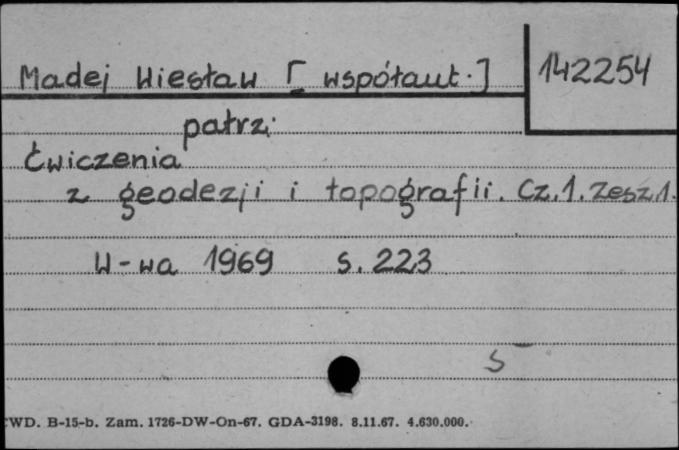 Madej Wiesław [ współaut.] 142254
patrz:
Ćwiczenia
z geodezji i topografii. Cz.1. Zesz.1.
W-wa 1969 s. 223
S
WD. B-15-b. Zam. 1726-DW-On-67. GDA-3198. 8.11.67. 4.630.000.